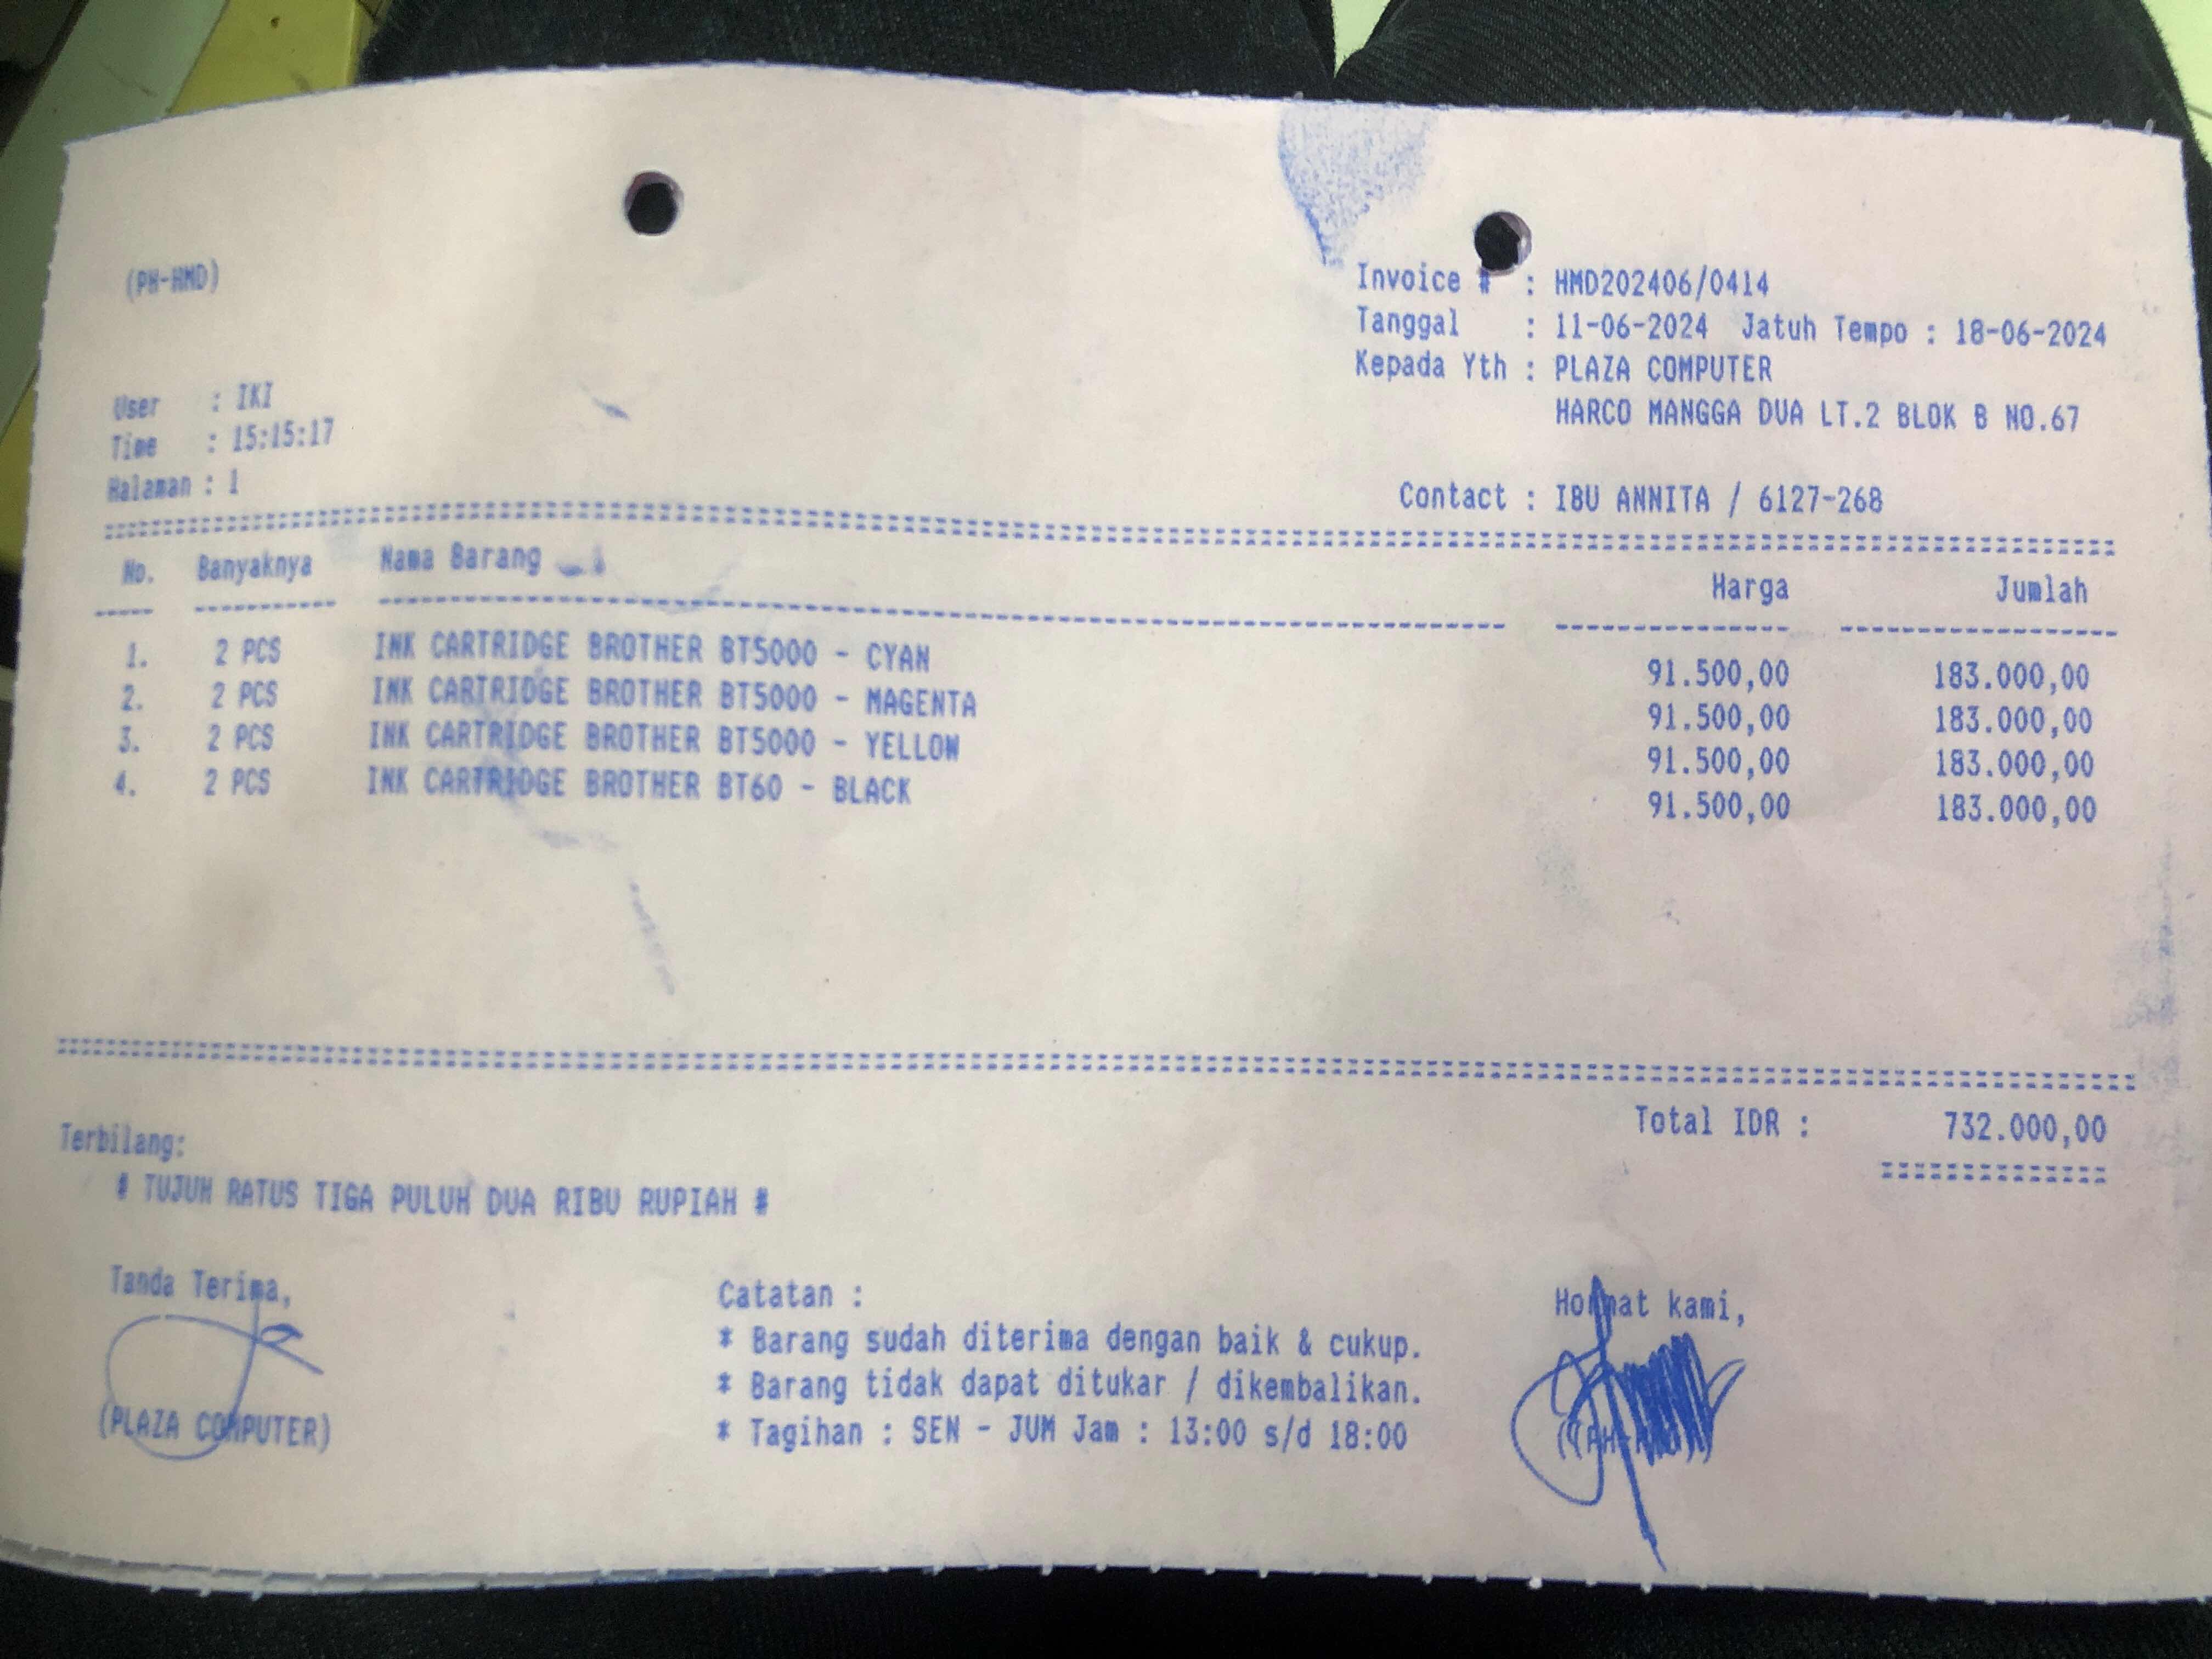 (PH-HMD)
Invoice # : HMD202406/0414
Tanggal : 11-06-2024 Jatuh Tempo : 18-06-2024
Kepada Yth : PLAZA COMPUTER
HARCO MANGGA DUA LT.2 BLOK B NO.67
User : IKI
Time : 15:15:17
Halaman : 1
Contact : IBU ANNITA / 6127-268
No. Banyaknya Nama Barang Harga Jumlah
1. 2 PCS INK CARTRIDGE BROTHER BT5000 - CYAN 91.500,00 183.000,00
2. 2 PCS INK CARTRIDGE BROTHER BT5000 - MAGENTA 91.500,00 183.000,00
3. 2 PCS INK CARTRIDGE BROTHER BT5000 - YELLOW 91.500,00 183.000,00
4. 2 PCS INK CARTRIDGE BROTHER BT60 - BLACK 91.500,00 183.000,00
Total IDR : 732.000,00
Terbilang:
# TUJUH RATUS TIGA PULUH DUA RIBU RUPIAH #
Tanda Terima,
(PLAZA COMPUTER)
Catatan :
* Barang sudah diterima dengan baik & cukup.
* Barang tidak dapat ditukar / dikembalikan.
* Tagihan : SEN - JUM Jam : 13:00 s/d 18:00
Hormat kami,